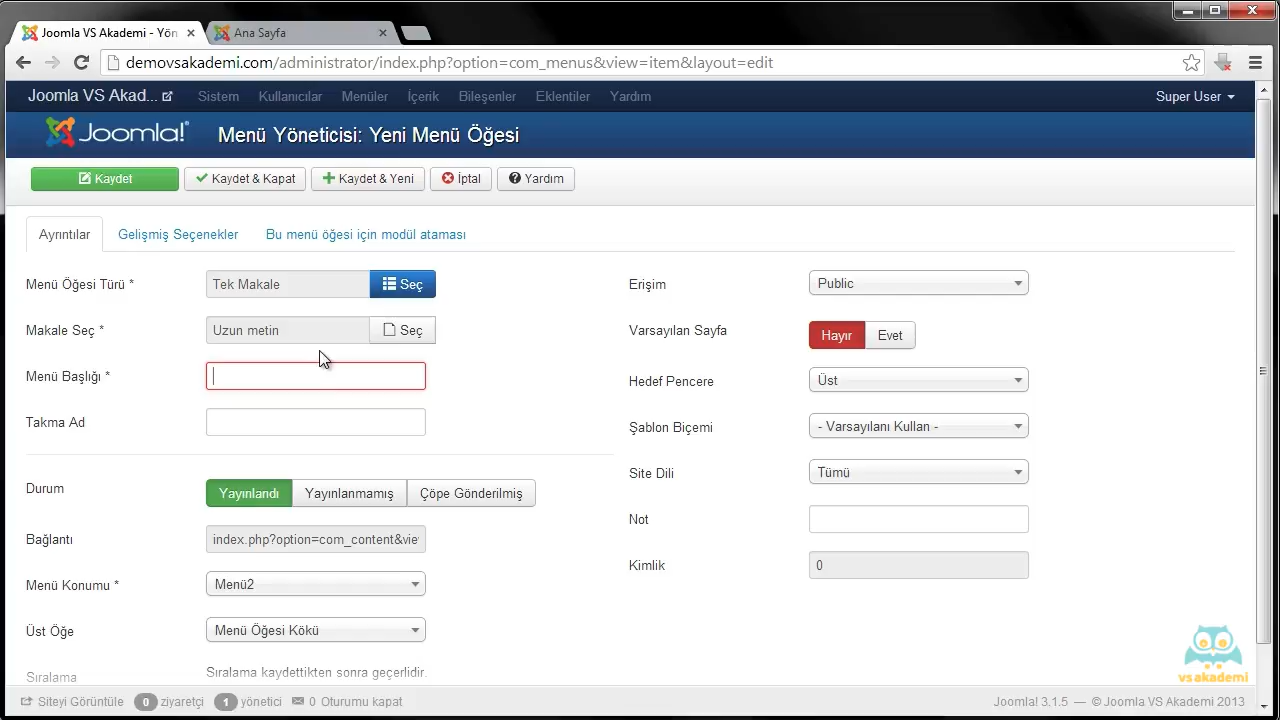 Joomla VS Akademi - Yön
Ana Sayfa
demovsakademi.com/administrator/index.php?option=com_menus&view=item&layout=edit
Joomla VS Akad... Sistem Kullanıcılar Menüler İçerik Bileşenler Eklentiler Yardım Super User
Joomla! Menü Yöneticisi: Yeni Menü Öğesi
Kaydet Kaydet & Kapat Kaydet & Yeni İptal Yardım
Ayrıntılar Gelişmiş Seçenekler Bu menü öğesi için modül ataması
Menü Öğesi Türü * Tek Makale Seç
Makale Seç * Uzun metin Seç
Menü Başlığı *
Takma Ad
Durum Yayınlandı Yayınlanmamış Çöpe Gönderilmiş
Bağlantı index.php?option=com_content&vie
Menü Konumu * Menü2
Üst Öğe Menü Öğesi Kökü
Sıralama Sıralama kaydettikten sonra geçerlidir.
Erişim Public
Varsayılan Sayfa Hayır Evet
Hedef Pencere Üst
Şablon Biçemi - Varsayılanı Kullan -
Site Dili Tümü
Not
Kimlik 0
vsakademi
Siteyi Görüntüle 0 ziyaretçi 1 yönetici 0 Oturumu kapat
Joomla! 3.1.5 — © Joomla VS Akademi 2013